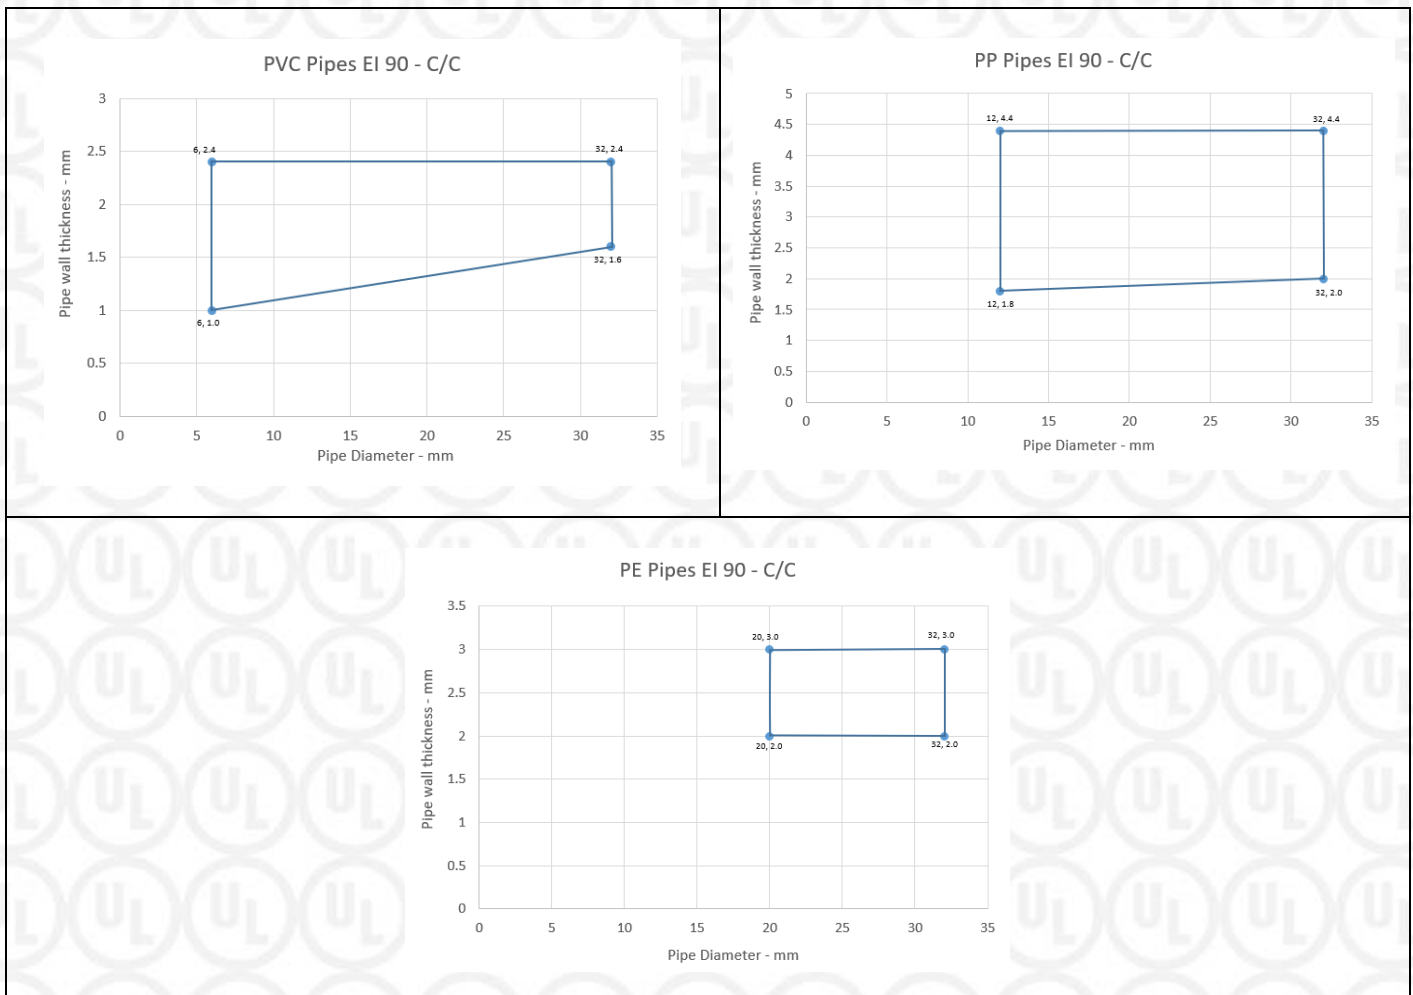 PVC Pipes EI 90 - C/C
3
2.5
2
1.5
1
0.5
0
0 5 10 15 20 25 30 35
Pipe wall thickness - mm
Pipe Diameter - mm
6, 2.4
32, 2.4
32, 1.6
6, 1.0
PP Pipes EI 90 - C/C
5
4.5
4
3.5
3
2.5
2
1.5
1
0.5
0
0 5 10 15 20 25 30 35
Pipe wall thickness - mm
Pipe Diameter - mm
12, 4.4
32, 4.4
12, 1.8
32, 2.0
PE Pipes EI 90 - C/C
3.5
3
2.5
2
1.5
1
0.5
0
0 5 10 15 20 25 30 35
Pipe wall thickness - mm
Pipe Diameter - mm
20, 3.0
32, 3.0
20, 2.0
32, 2.0
UL